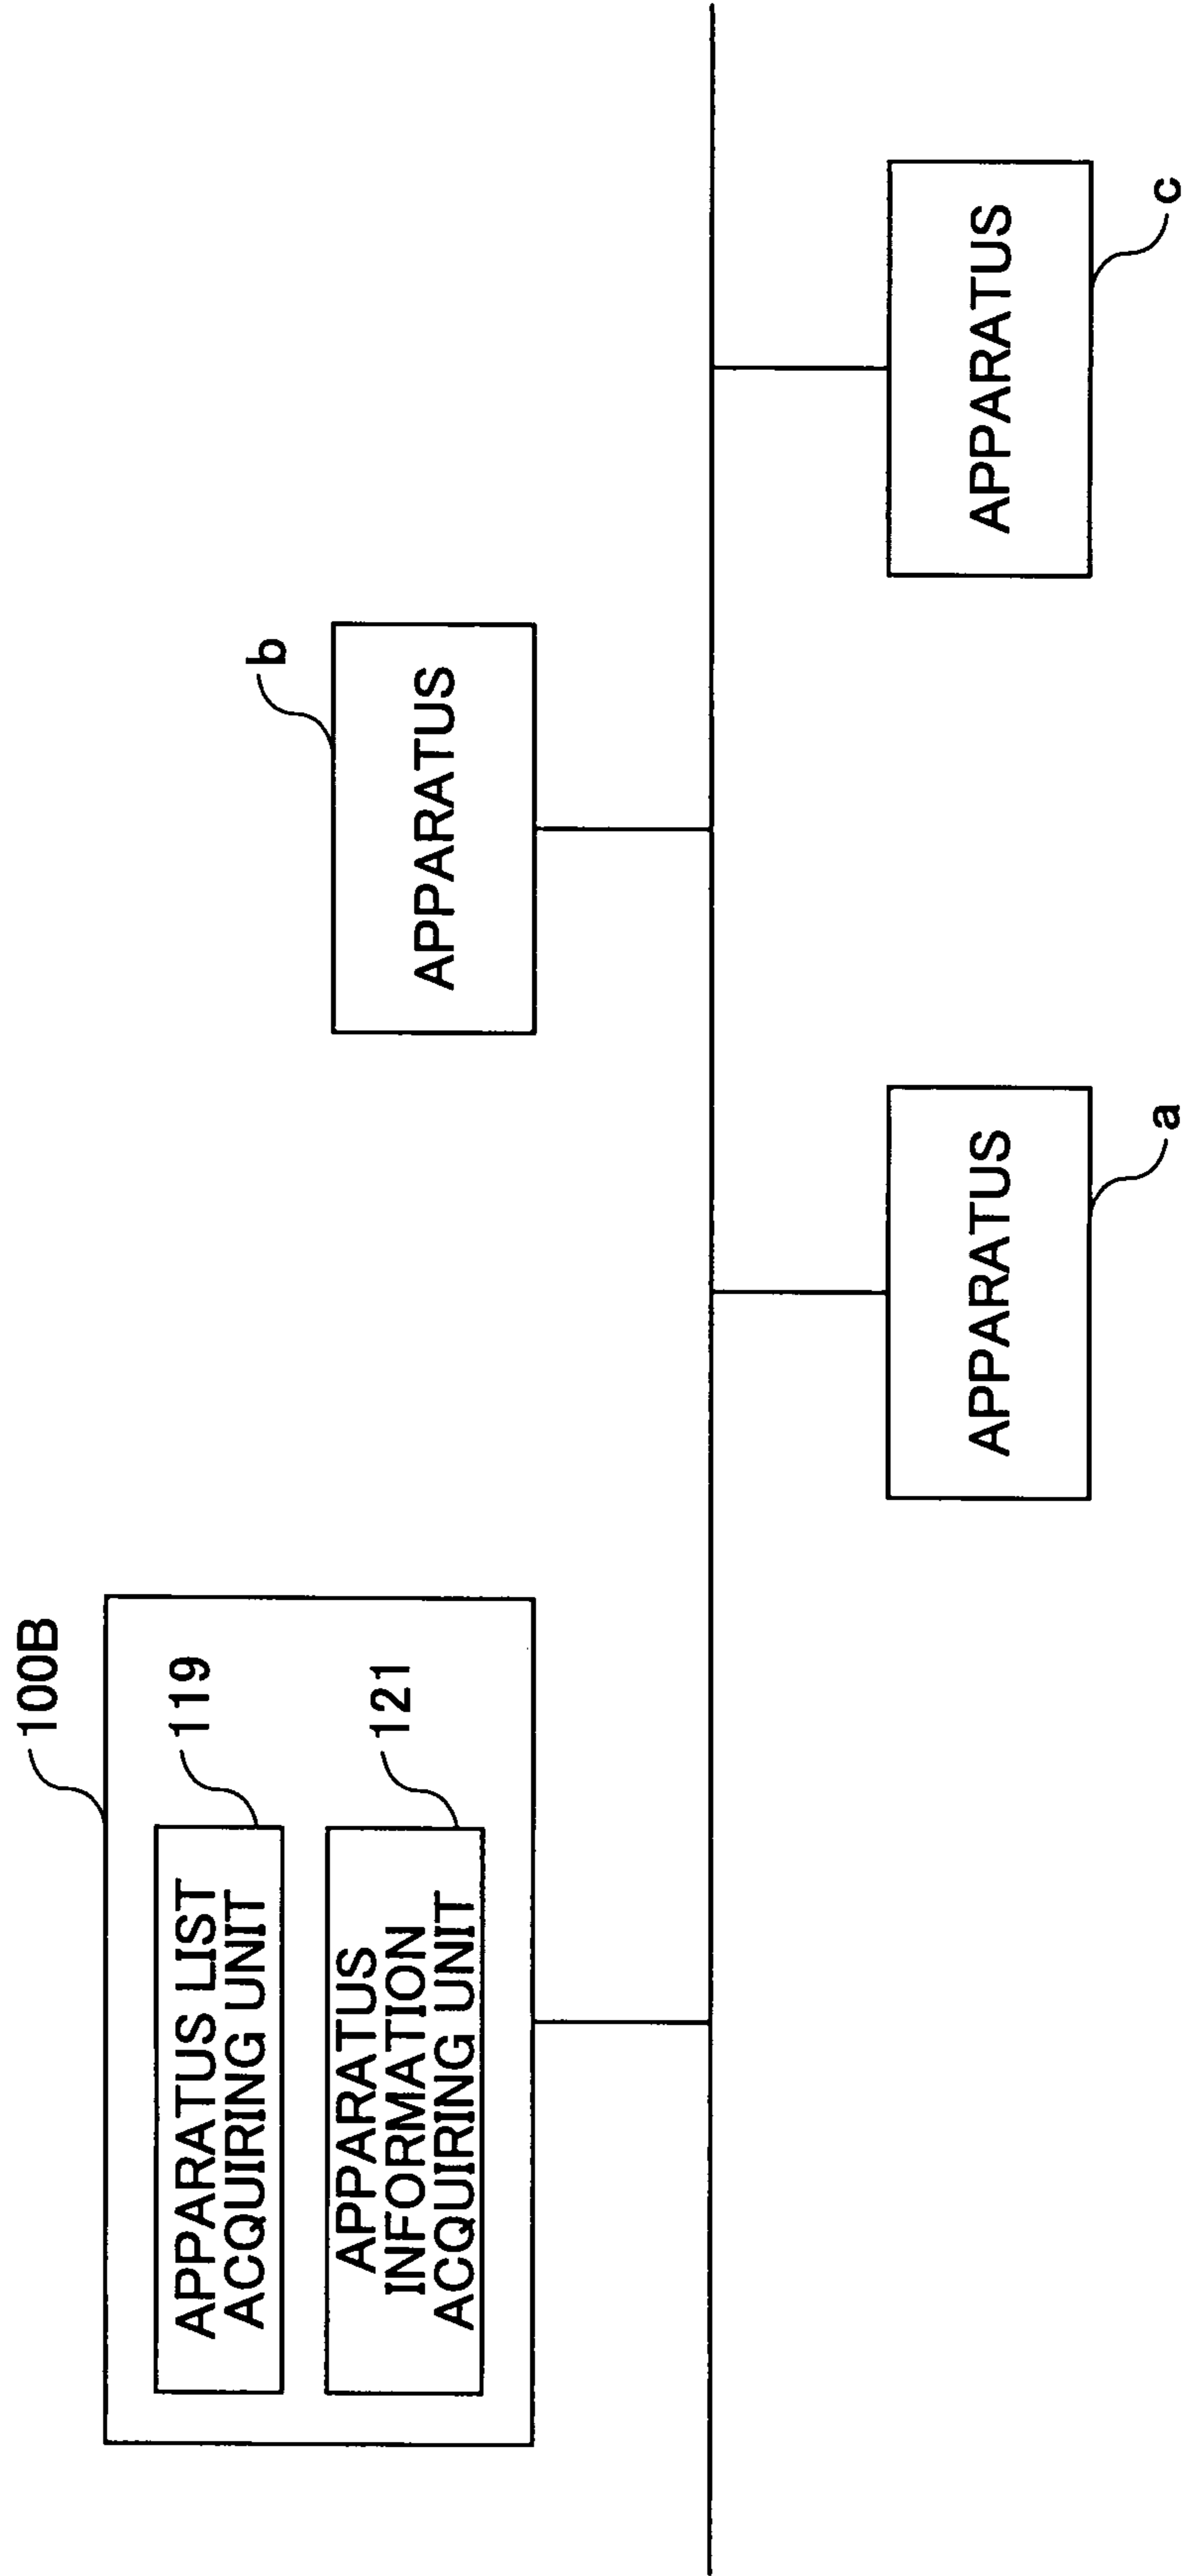 100B
119
APPARATUS LIST
ACQUIRING UNIT
121
APPARATUS
INFORMATION
ACQUIRING UNIT
b
APPARATUS
APPARATUS
a
APPARATUS
c